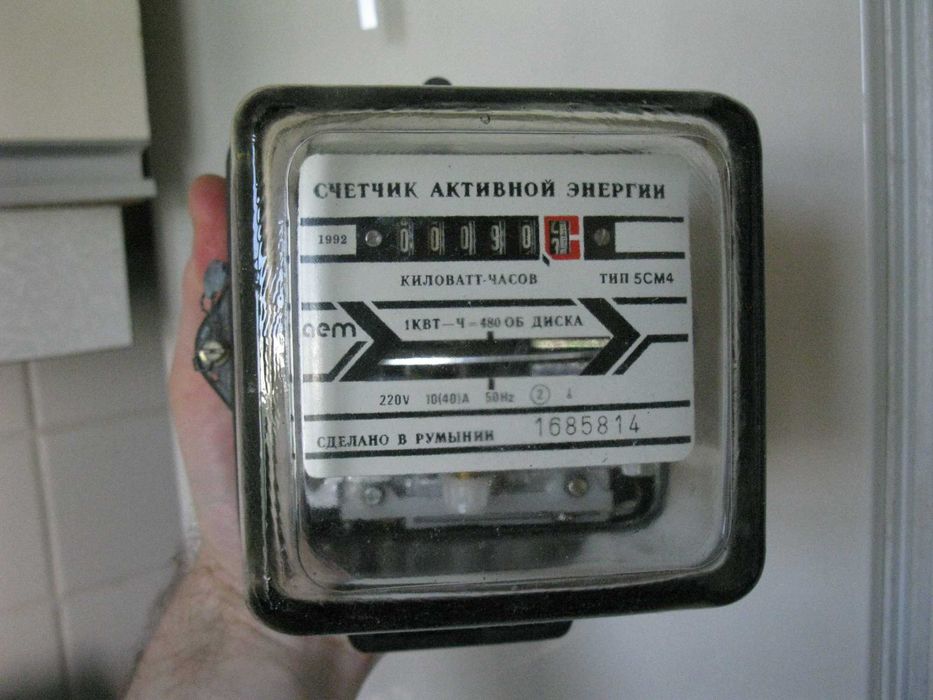 СЧЕТЧИК АКТИВНОЙ ЭНЕРГИИ
1992 0 0 0 9 0
КИЛОВАТТ-ЧАСОВ ТИП 5СМ4
aem 1КВТ — Ч = 480 ОБ ДИСКА
220V 10(40)A 50Hz 2
СДЕЛАНО В РУМЫНИИ 1685814